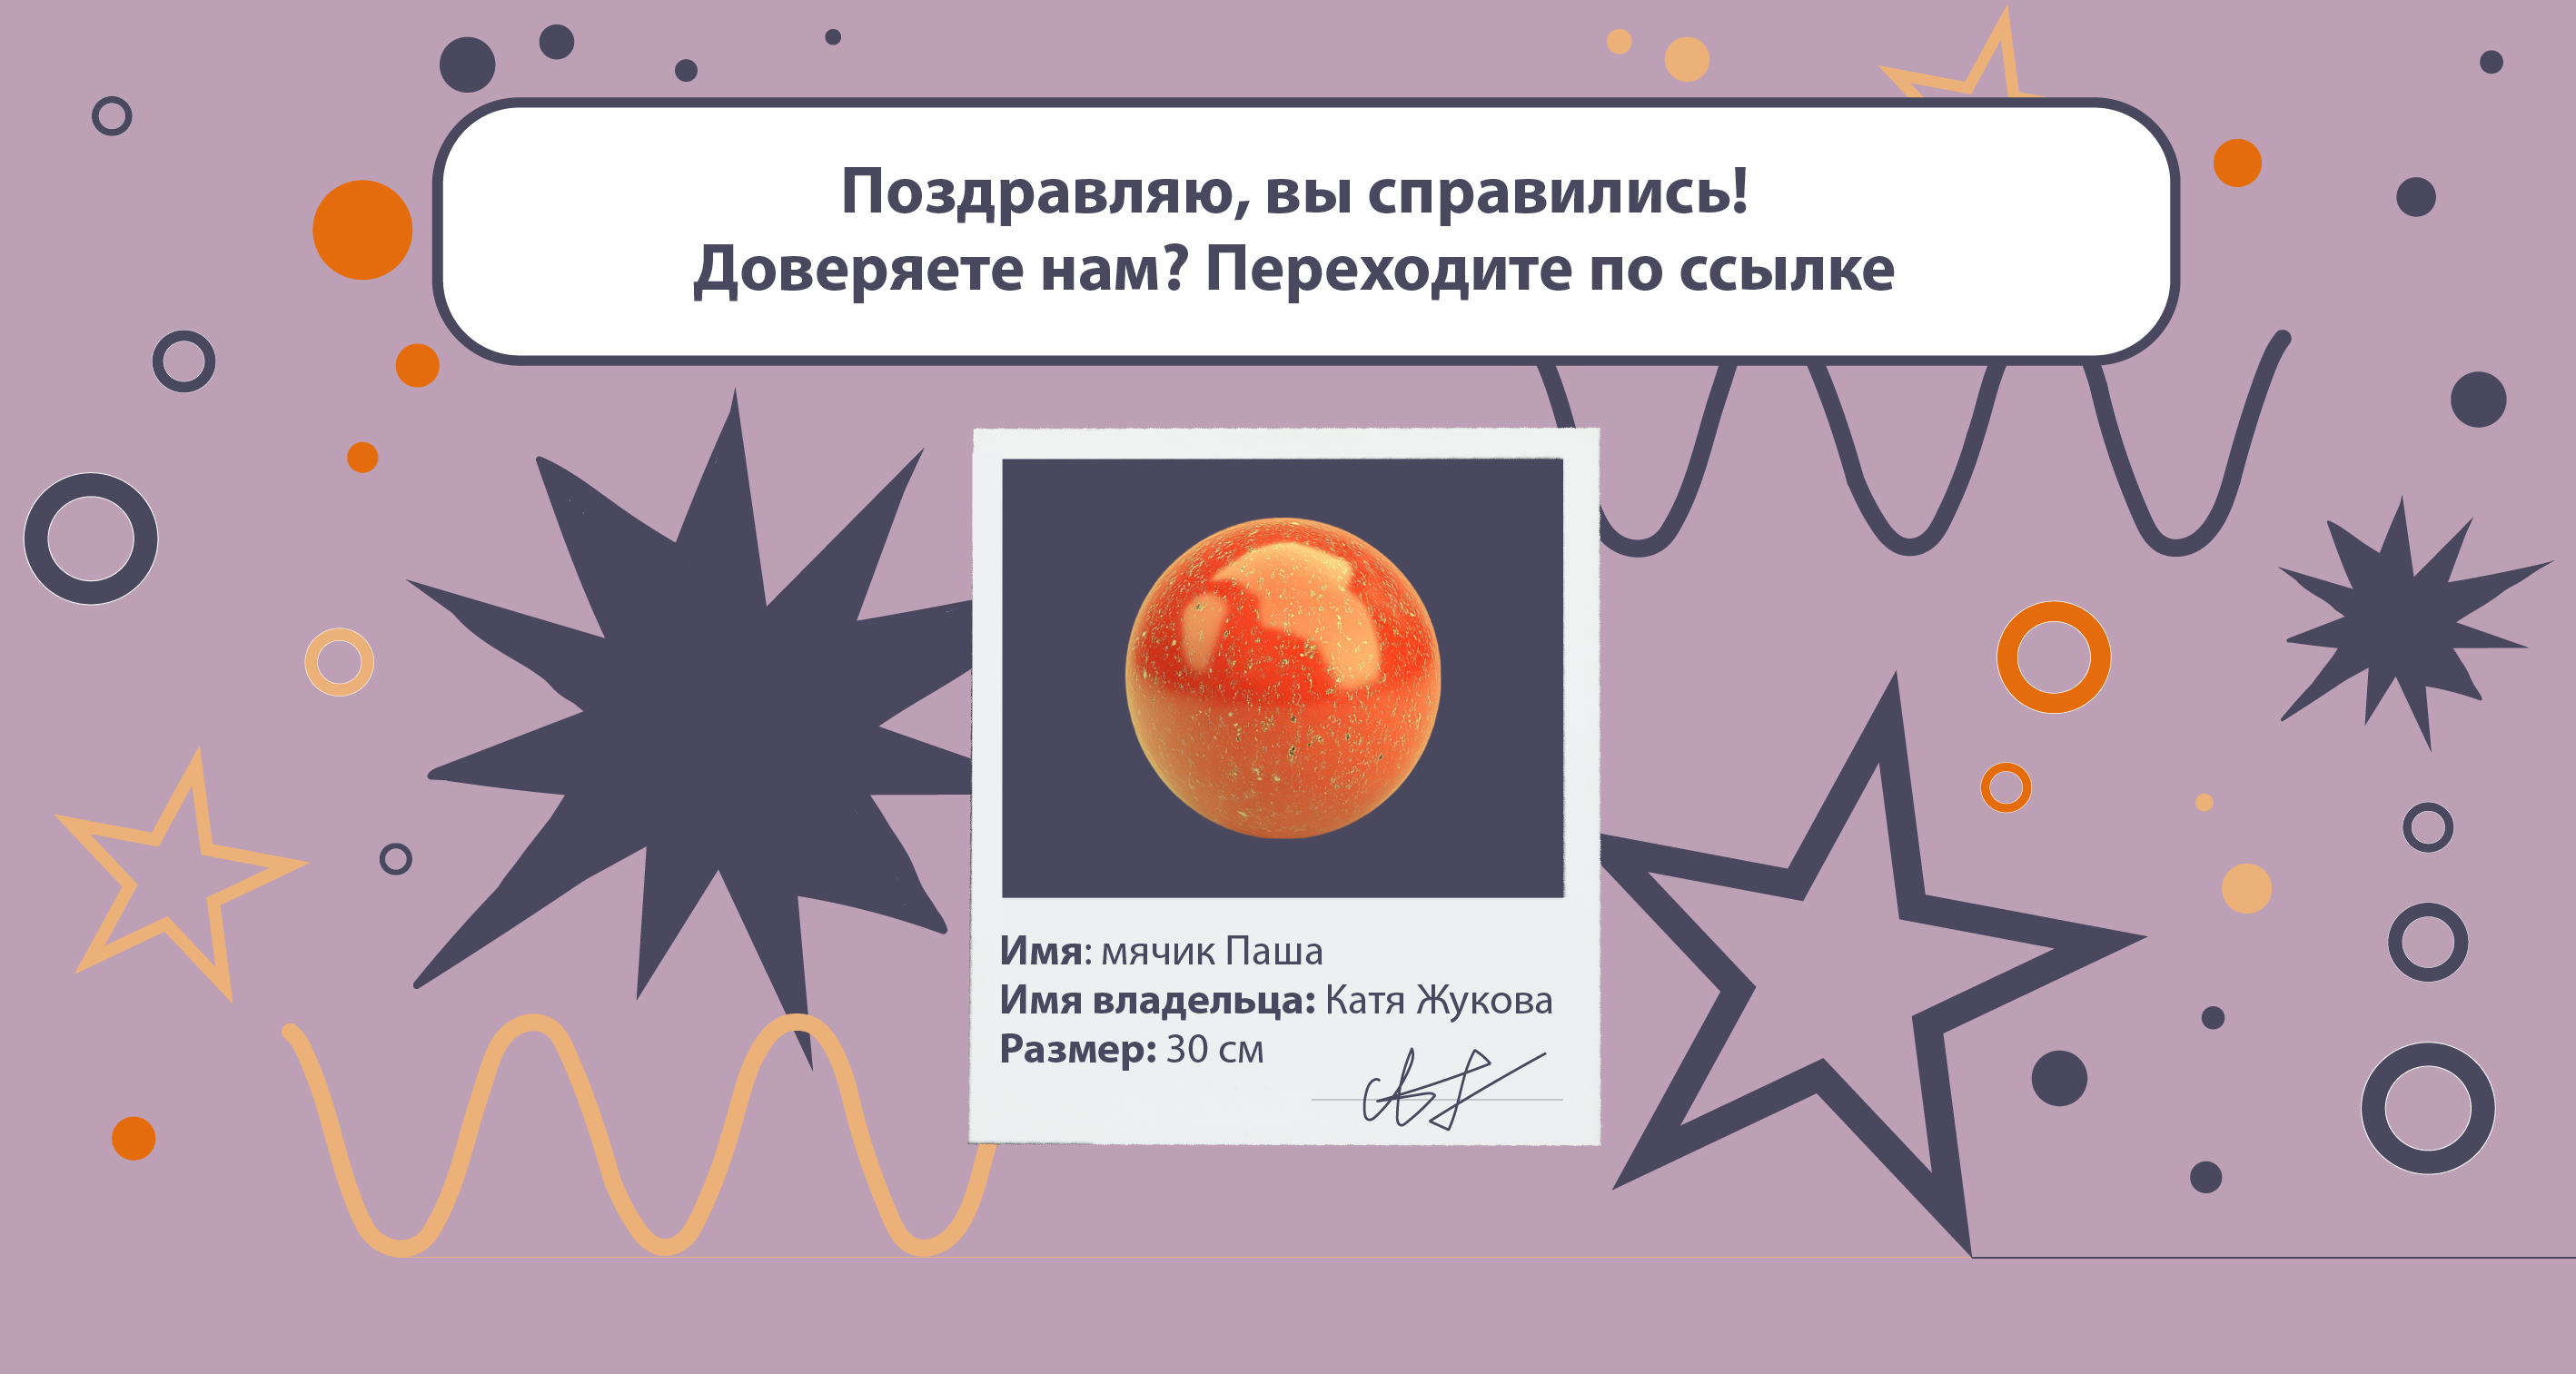 Поздравляю, вы справились!
Доверяете нам? Переходите по ссылке
Имя: мячик Паша
Имя владельца: Катя Жукова
Размер: 30 см